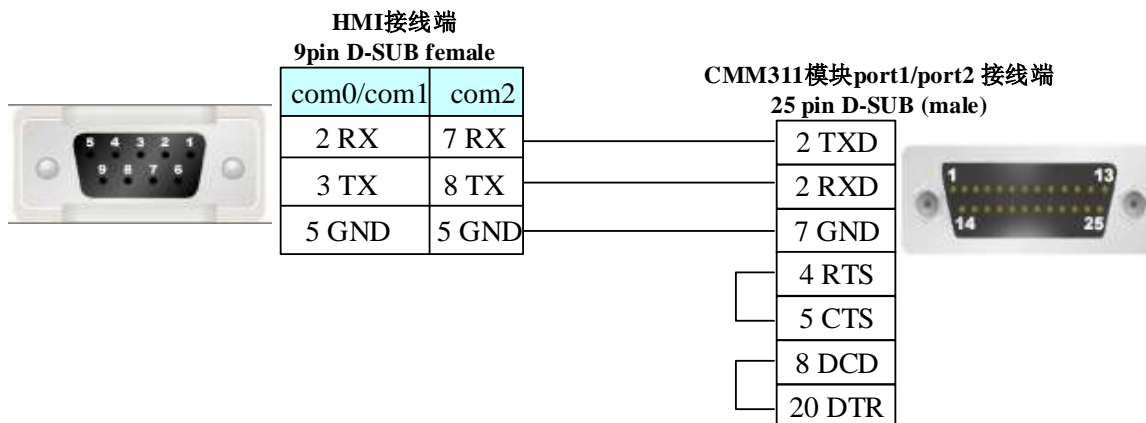 HMI接线端
9pin D-SUB female
com0/com1 com2
2 RX 7 RX
3 TX 8 TX
5 GND 5 GND
CMM311模块port1/port2 接线端
25 pin D-SUB (male)
2 TXD
2 RXD
7 GND
4 RTS
5 CTS
8 DCD
20 DTR
5 4 3 2 1
9 8 7 6
1 13
14 25